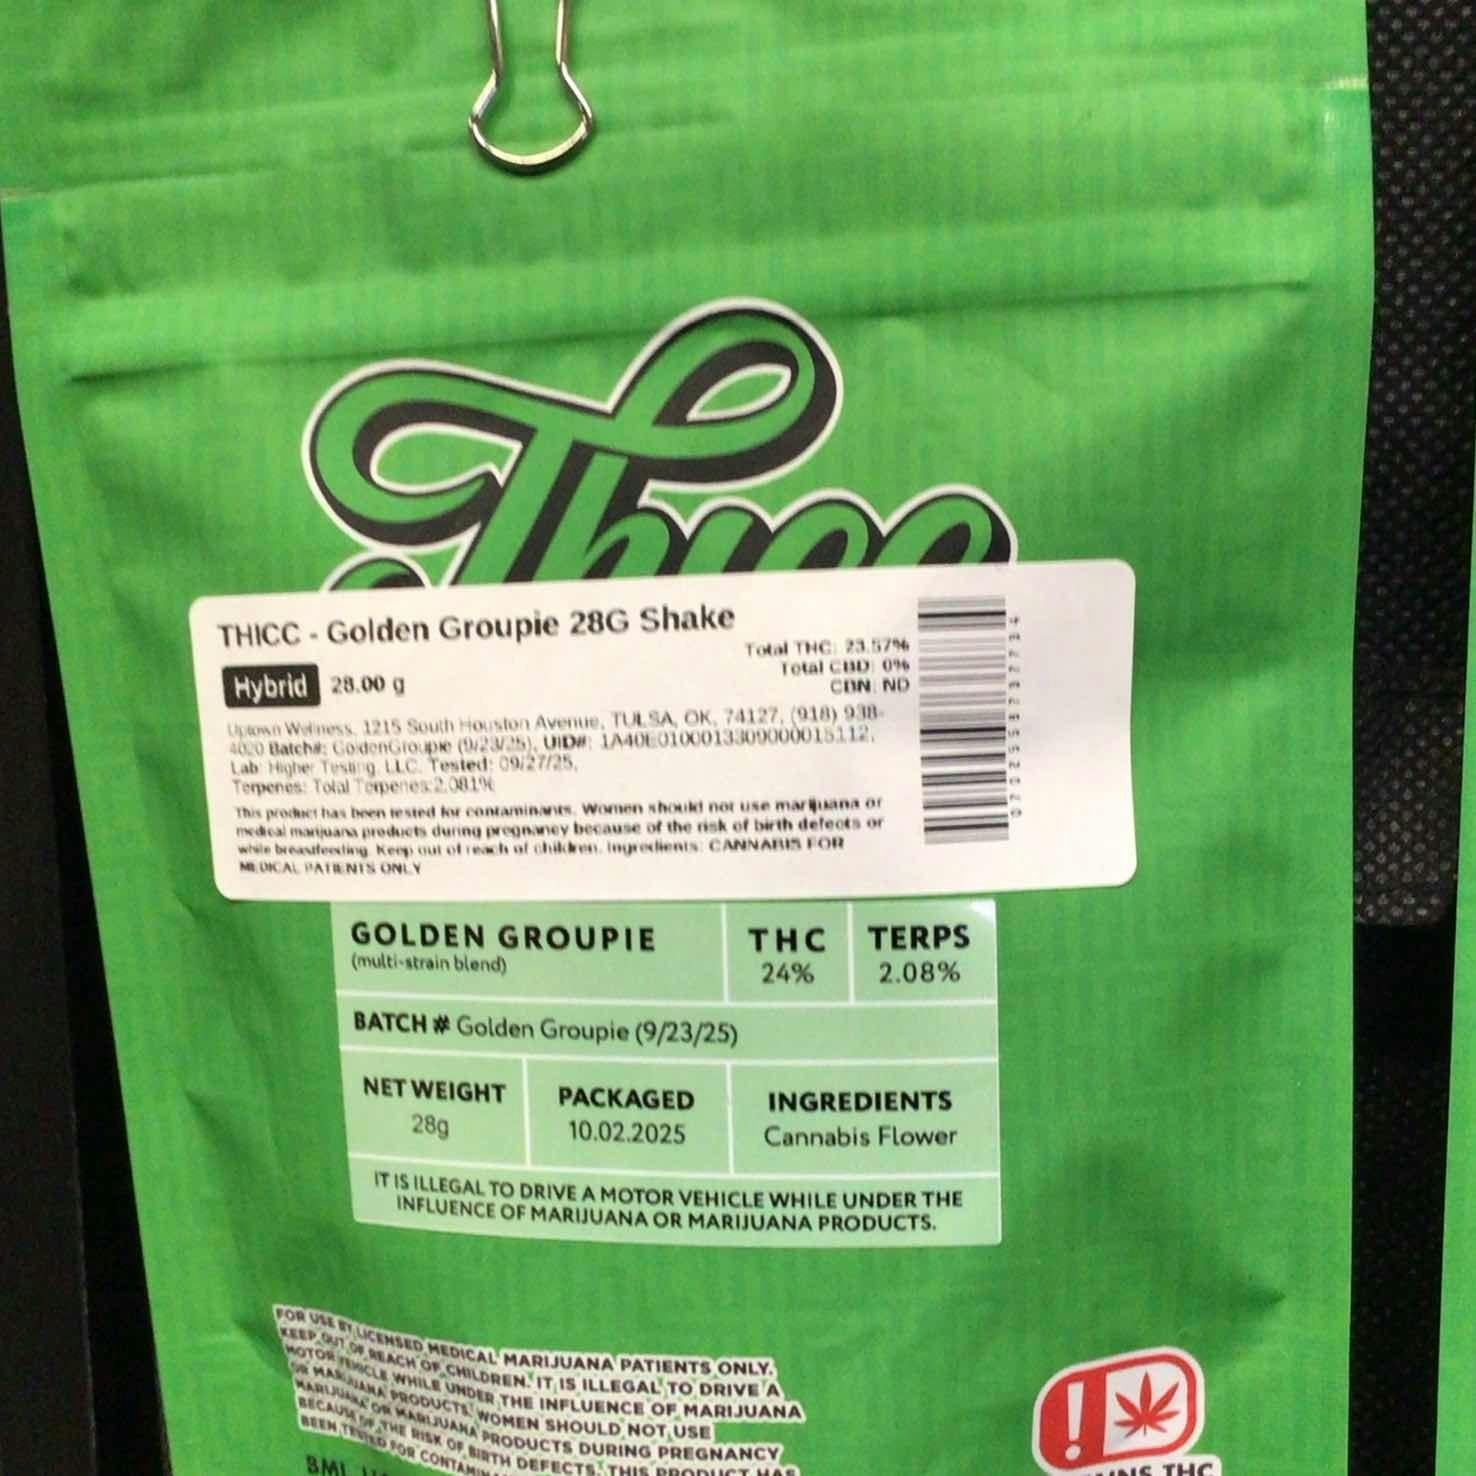 Thicc
THICC - Golden Groupie 28G Shake
Hybrid 28.00 g
Total THC: 23.57%
Total CBD: 0%
CBN: ND
Uptown Wellness, 1215 South Houston Avenue, TULSA, OK, 74127, (918) 938-
4020 Batch#: GoldenGroupie (9/23/25), UID#:
Lab: Higher Testing, LLC. Tested: 09/27/25,
Terpenes: Total Terpenes:2.081%
This product has been tested for contaminants. Women should not use marijuana or
medical marijuana products during pregnancy because of the risk of birth defects or
while breastfeeding. Keep out of reach of children. Ingredients: CANNABIS FOR
MEDICAL PATIENTS ONLY
GOLDEN GROUPIE
(multi-strain blend)
THC
24%
TERPS
2.08%
BATCH # Golden Groupie (9/23/25)
NET WEIGHT
28g
PACKAGED
10.02.2025
INGREDIENTS
Cannabis Flower
IT IS ILLEGAL TO DRIVE A MOTOR VEHICLE WHILE UNDER THE
INFLUENCE OF MARIJUANA OR MARIJUANA PRODUCTS.
FOR USE BY LICENSED MEDICAL MARIJUANA PATIENTS ONLY.
KEEP OUT OF REACH OF CHILDREN. IT IS ILLEGAL TO DRIVE A
MOTOR VEHICLE WHILE UNDER THE INFLUENCE OF MARIJUANA
OR MARIJUANA PRODUCTS. WOMEN SHOULD NOT USE
MARIJUANA OR MARIJUANA PRODUCTS DURING PREGNANCY
BECAUSE OF THE RISK OF BIRTH DEFECTS. THIS PRODUCT HAS
BEEN TESTED FOR
THC